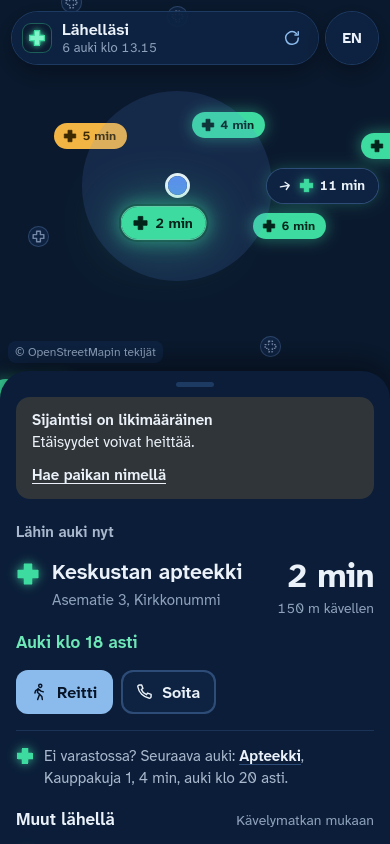 Lähelläsi
6 auki klo 13.15
EN
5 min
4 min
11 min
2 min
6 min
© OpenStreetMapin tekijät
Sijaintisi on likimääräinen
Etäisyydet voivat heittää.
Hae paikan nimellä
Lähin auki nyt
Keskustan apteekki
2 min
Asematie 3, Kirkkonummi
150 m kävellen
Auki klo 18 asti
Reitti
Soita
Ei varastossa? Seuraava auki: Apteekki,
Kauppakuja 1, 4 min, auki klo 20 asti.
Muut lähellä
Kävelymatkan mukaan